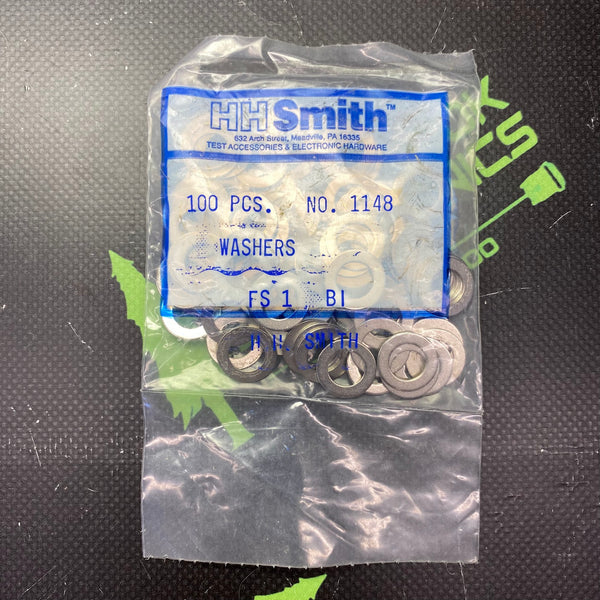 HHSmith™
632 Arch Street, Meadville, PA 16335
TEST ACCESSORIES & ELECTRONIC HARDWARE
100 PCS. NO. 1148
WASHERS
FS 1 BI
H. H. SMITH